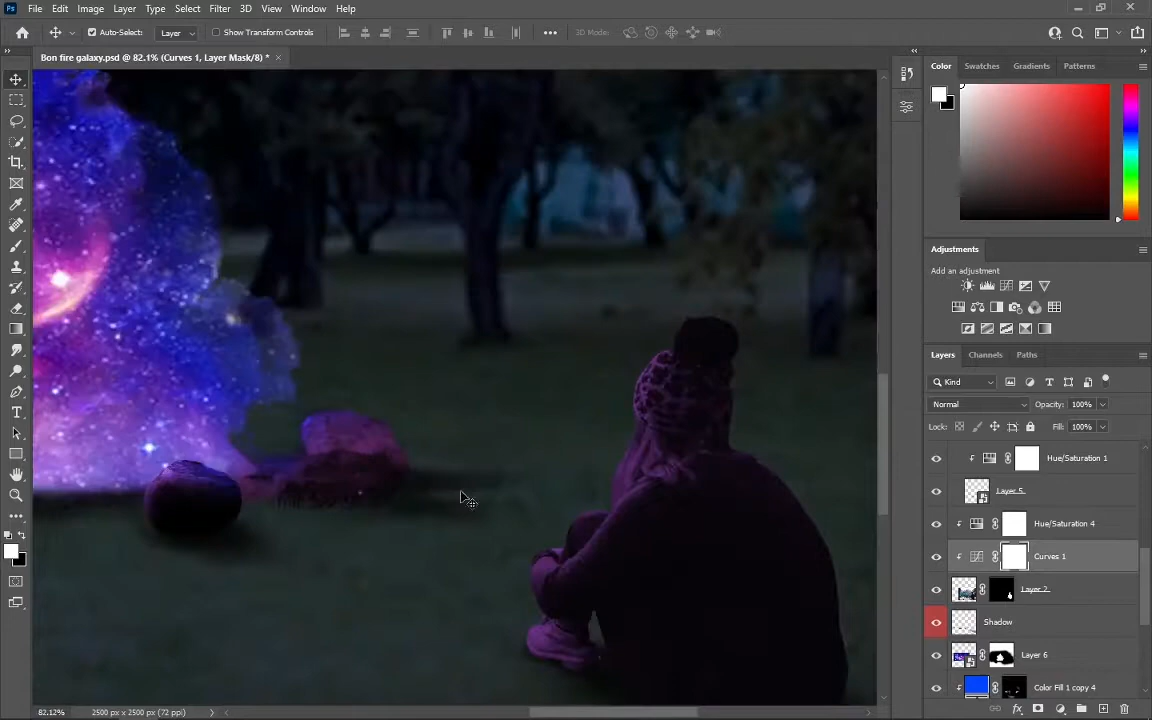 Ps File Edit Image Layer Type Select Filter 3D View Window Help
Auto-Select: Layer Show Transform Controls 3D Mode:
Bon fire galaxy.psd @ 82.1% (Curves 1, Layer Mask/8) *
Color Swatches Gradients Patterns
Adjustments
Add an adjustment
Layers Channels Paths
Kind
Normal Opacity: 100%
Lock: Fill: 100%
Hue/Saturation 1
Layer 5
Hue/Saturation 4
Curves 1
Layer 2
Shadow
Layer 6
Color Fill 1 copy 4
82.12% 2500 px x 2500 px (72 ppi)